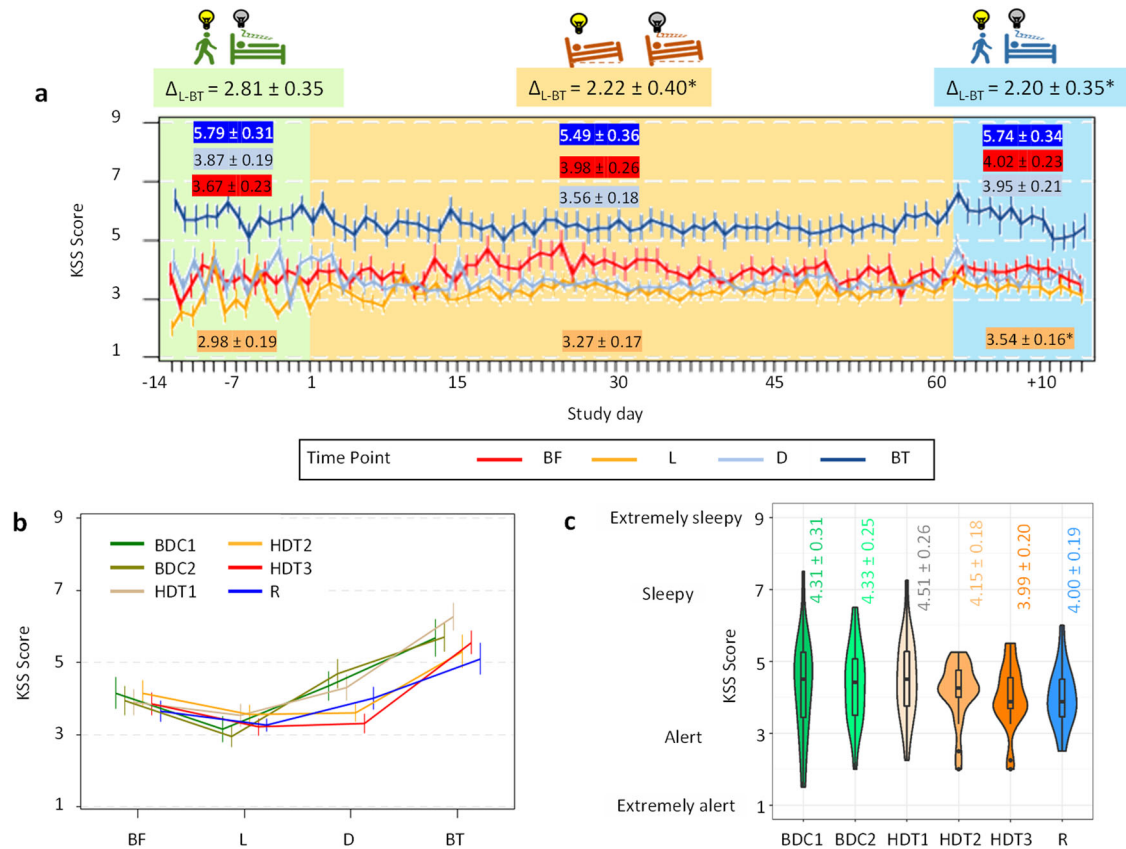 a
Δ_L-BT = 2.81 ± 0.35
Δ_L-BT = 2.22 ± 0.40*
Δ_L-BT = 2.20 ± 0.35*
KSS Score
9
7
5
3
1
5.79 ± 0.31
3.87 ± 0.19
3.67 ± 0.23
2.98 ± 0.19
5.49 ± 0.36
3.98 ± 0.26
3.56 ± 0.18
3.27 ± 0.17
5.74 ± 0.34
4.02 ± 0.23
3.95 ± 0.21
3.54 ± 0.16*
-14 -7 1 15 30 45 60 +10
Study day
Time Point BF L D BT
b
KSS Score
9
7
5
3
1
BDC1 HDT2
BDC2 HDT3
HDT1 R
BF L D BT
c
Extremely sleepy
Sleepy
Alert
Extremely alert
KSS Score
9
7
5
3
1
4.31 ± 0.31
4.33 ± 0.25
4.51 ± 0.26
4.15 ± 0.18
3.99 ± 0.20
4.00 ± 0.19
BDC1 BDC2 HDT1 HDT2 HDT3 R